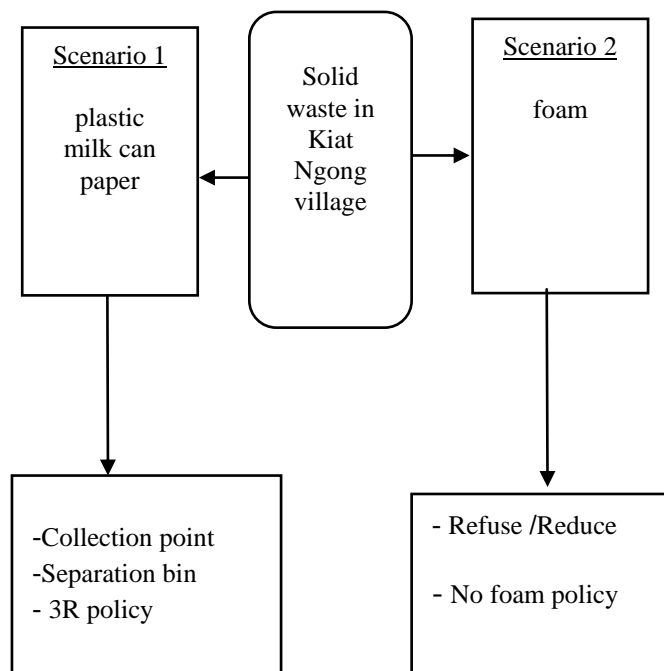 Scenario 1
plastic
milk can
paper
Solid
waste in
Kiat
Ngong
village
Scenario 2
foam
-Collection point
-Separation bin
- 3R policy
- Refuse /Reduce
- No foam policy